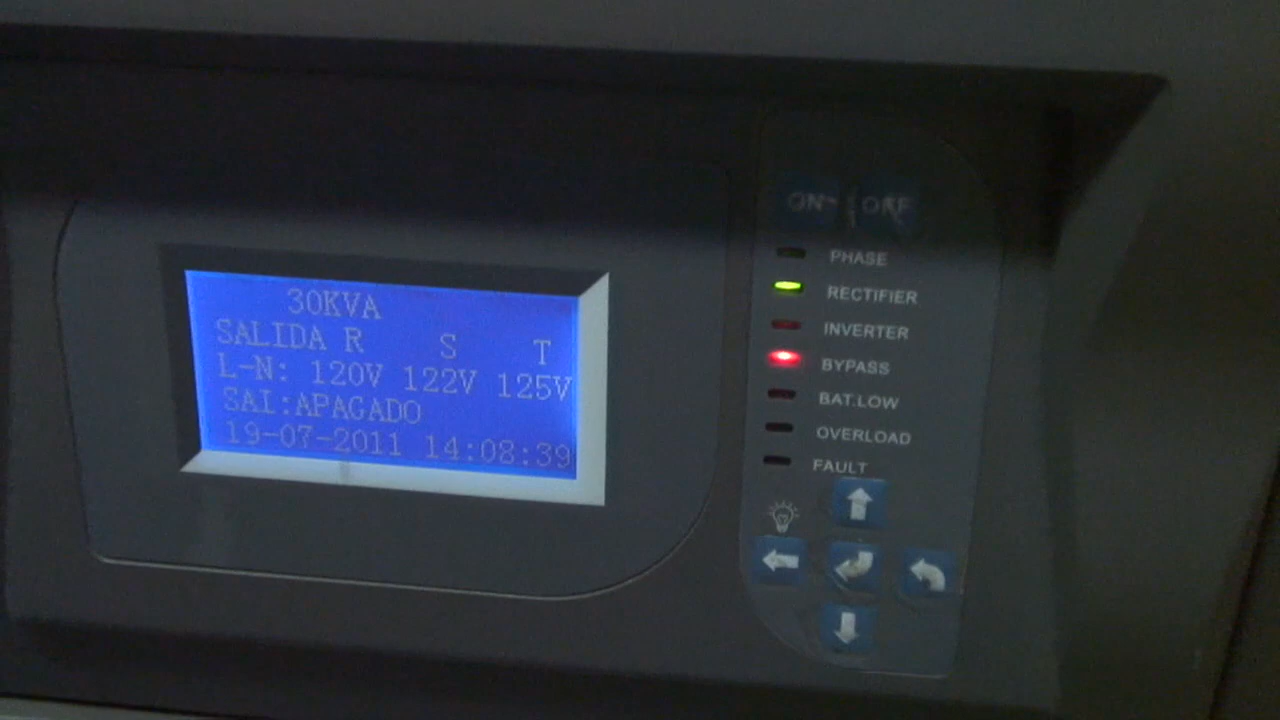 30KVA
SALIDA R S T
L-N: 120V 122V 125V
SAI:APAGADO
19-07-2011 14:08:39
ON OFF
PHASE
RECTIFIER
INVERTER
BYPASS
BAT.LOW
OVERLOAD
FAULT